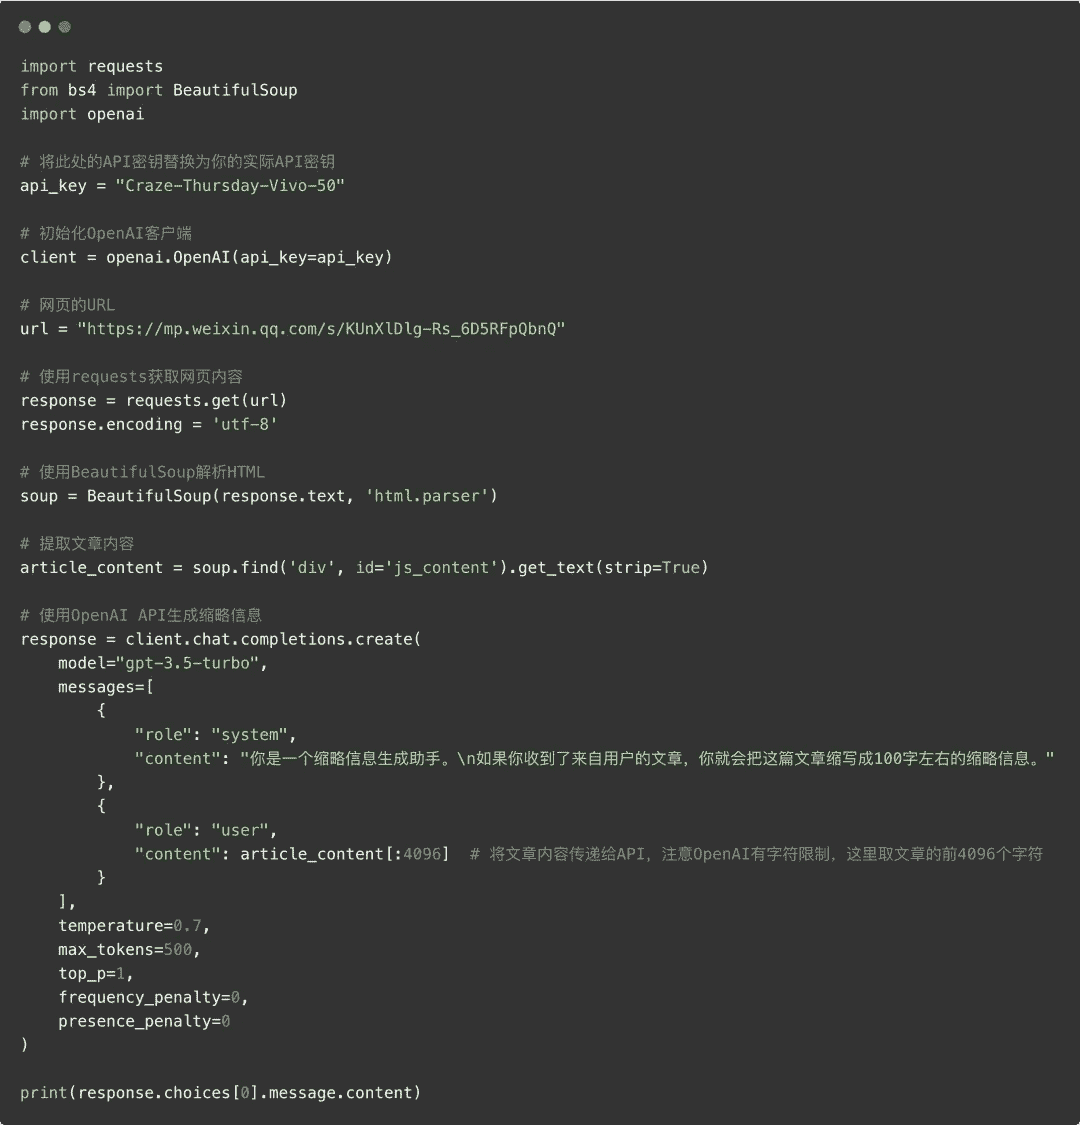 import requests
from bs4 import BeautifulSoup
import openai
# 将此处的API密钥替换为你的实际API密钥
api_key = "Craze-Thursday-Vivo-50"
# 初始化OpenAI客户端
client = openai.OpenAI(api_key=api_key)
# 网页的URL
url = "https://mp.weixin.qq.com/s/KUnXlDlg-Rs_6D5RFpQbnQ"
# 使用requests获取网页内容
response = requests.get(url)
response.encoding = 'utf-8'
# 使用BeautifulSoup解析HTML
soup = BeautifulSoup(response.text, 'html.parser')
# 提取文章内容
article_content = soup.find('div', id='js_content').get_text(strip=True)
# 使用OpenAI API生成缩略信息
response = client.chat.completions.create(
    model="gpt-3.5-turbo",
    messages=[
        {
            "role": "system",
            "content": "你是一个缩略信息生成助手。\n如果你收到了来自用户的文章，你就会把这篇文章缩写成100字左右的缩略信息。"
        },
        {
            "role": "user",
            "content": article_content[:4096]  # 将文章内容传递给API，注意OpenAI有字符限制，这里取文章的前4096个字符
        }
    ],
    temperature=0.7,
    max_tokens=500,
    top_p=1,
    frequency_penalty=0,
    presence_penalty=0
)
print(response.choices[0].message.content)